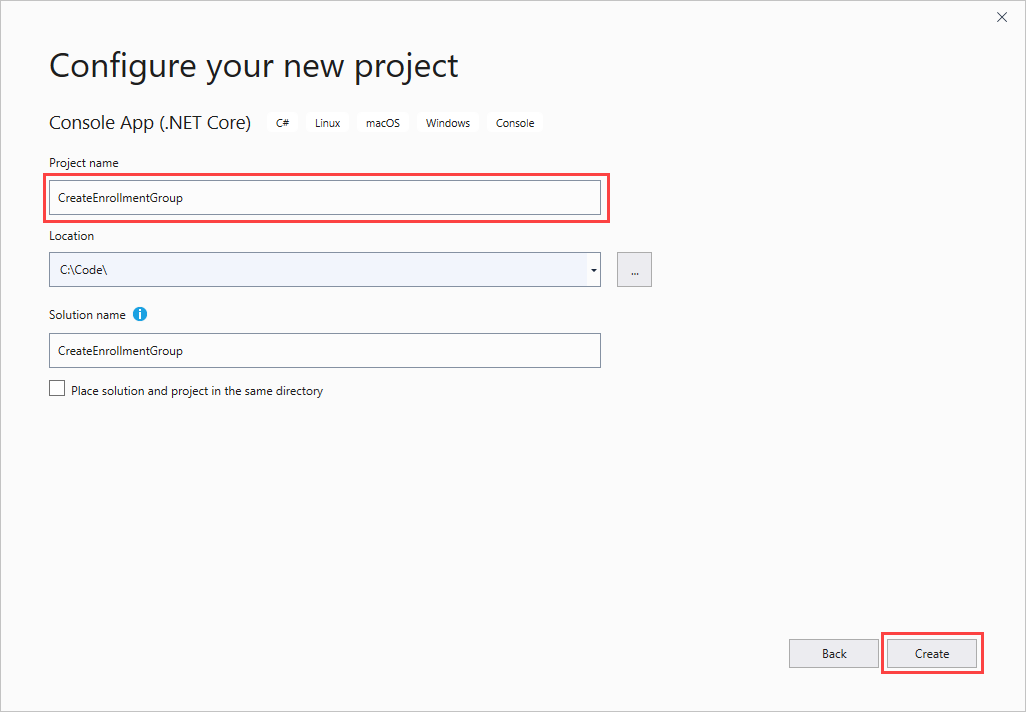 Configure your new project
Console App (.NET Core) C# Linux macOS Windows Console
Project name
CreateEnrollmentGroup
Location
C:\Code\
...
Solution name
CreateEnrollmentGroup
Place solution and project in the same directory
Back Create